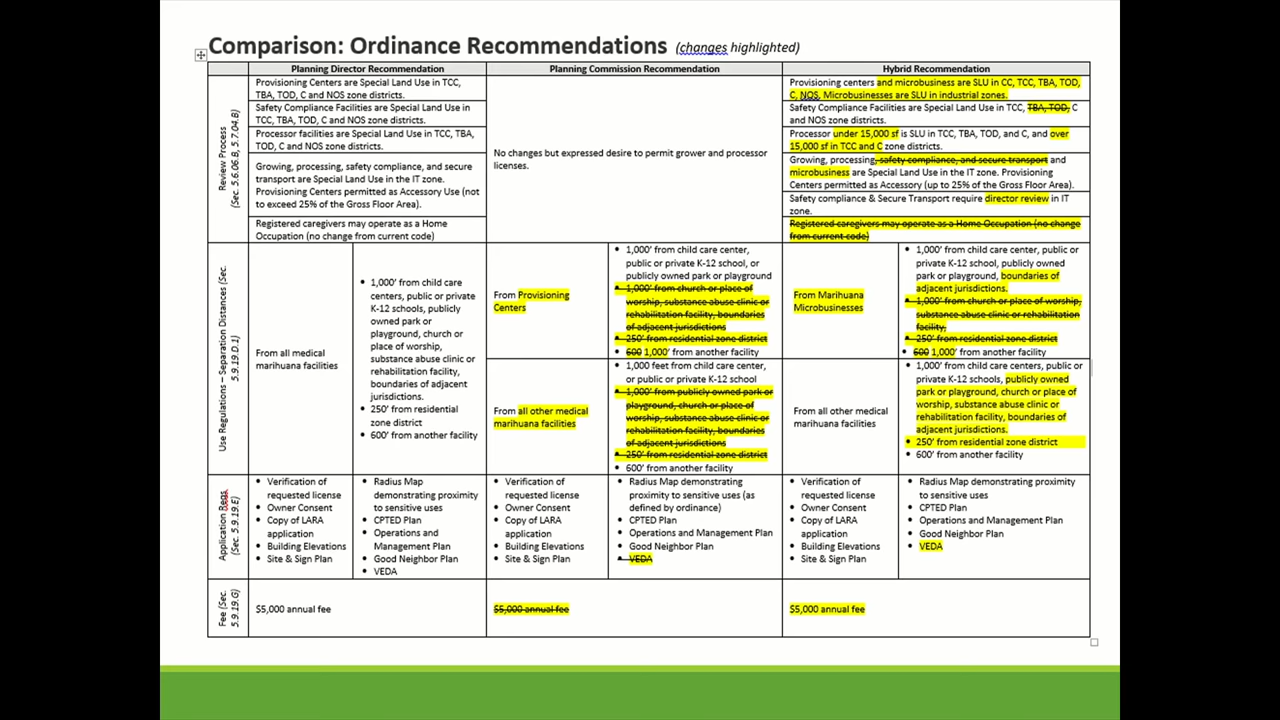 Comparison: Ordinance Recommendations (changes highlighted)
Planning Director Recommendation
Planning Commission Recommendation
Hybrid Recommendation
Review Process
(Sec. 5.6.06.B, 5.7.04.B)
Provisioning Centers are Special Land Use in TCC,
TBA, TOD, C and NOS zone districts.
Safety Compliance Facilities are Special Land Use in
TCC, TBA, TOD, C and NOS zone districts.
Processor facilities are Special Land Use in TCC, TBA,
TOD, C and NOS zone districts.
Growing, processing, safety compliance, and secure
transport are Special Land Use in the IT zone.
Provisioning Centers permitted as Accessory Use (not
to exceed 25% of the Gross Floor Area).
Registered caregivers may operate as a Home
Occupation (no change from current code)
No changes but expressed desire to permit grower and processor
licenses.
Provisioning centers and microbusiness are SLU in CC, TCC, TBA, TOD,
C, NOS, Microbusinesses are SLU in industrial zones.
Safety Compliance Facilities are Special Land Use in TCC, TBA, TOD, C
and NOS zone districts.
Processor under 15,000 sf is SLU in TCC, TBA, TOD, and C, and over
15,000 sf in TCC and C zone districts.
Growing, processing, safety compliance, and secure transport and
microbusiness are Special Land Use in the IT zone. Provisioning
Centers permitted as Accessory (up to 25% of the Gross Floor Area).
Safety compliance & Secure Transport require director review in IT
zone.
Registered caregivers may operate as a Home Occupation (no change
from current code)
Use Regulations – Separation Distances (Sec.
5.9.19.D.1)
From all medical
marihuana facilities
• 1,000’ from child care
centers, public or private
K-12 schools, publicly
owned park or
playground, church or
place of worship,
substance abuse clinic or
rehabilitation facility,
boundaries of adjacent
jurisdictions.
• 250’ from residential
zone district
• 600’ from another facility
From Provisioning
Centers
• 1,000’ from child care center,
public or private K-12 school, or
publicly owned park or playground
• 1,000’ from church or place of
worship, substance abuse clinic or
rehabilitation facility, boundaries
of adjacent jurisdictions
• 250’ from residential zone district
• 600 1,000’ from another facility
From all other medical
marihuana facilities
• 1,000 feet from child care center,
or public or private K-12 school
• 1,000’ from publicly owned park or
playground, church or place of
worship, substance abuse clinic or
rehabilitation facility, boundaries of
adjacent jurisdictions
• 250’ from residential zone district
• 600’ from another facility
From Marihuana
Microbusinesses
• 1,000’ from child care center, public or
private K-12 school, publicly owned
park or playground, boundaries of
adjacent jurisdictions.
• 1,000’ from church or place of worship,
substance abuse clinic or rehabilitation
facility,
• 250’ from residential zone district
• 600 1,000’ from another facility
From all other medical
marihuana facilities
• 1,000’ from child care center, public or
private K-12 schools, publicly owned
park or playground, church or place of
worship, substance abuse clinic or
rehabilitation facility, boundaries of
adjacent jurisdictions.
• 250’ from residential zone district
• 600’ from another facility
Application Reqs.
(Sec. 5.9.19.E)
• Verification of
requested license
• Owner Consent
• Copy of LARA
application
• Building Elevations
• Site & Sign Plan
• Radius Map
demonstrating proximity
to sensitive uses
• CPTED Plan
• Operations and
Management Plan
• Good Neighbor Plan
• VEDA
• Verification of
requested license
• Owner Consent
• Copy of LARA
application
• Building Elevations
• Site & Sign Plan
• Radius Map demonstrating
proximity to sensitive uses (as
defined by ordinance)
• CPTED Plan
• Operations and Management Plan
• Good Neighbor Plan
• VEDA
• Verification of
requested license
• Owner Consent
• Copy of LARA
application
• Building Elevations
• Site & Sign Plan
• Radius Map demonstrating proximity
to sensitive uses
• CPTED Plan
• Operations and Management Plan
• Good Neighbor Plan
• VEDA
Fee (Sec.
5.9.19.G)
$5,000 annual fee
$5,000 annual fee
$5,000 annual fee